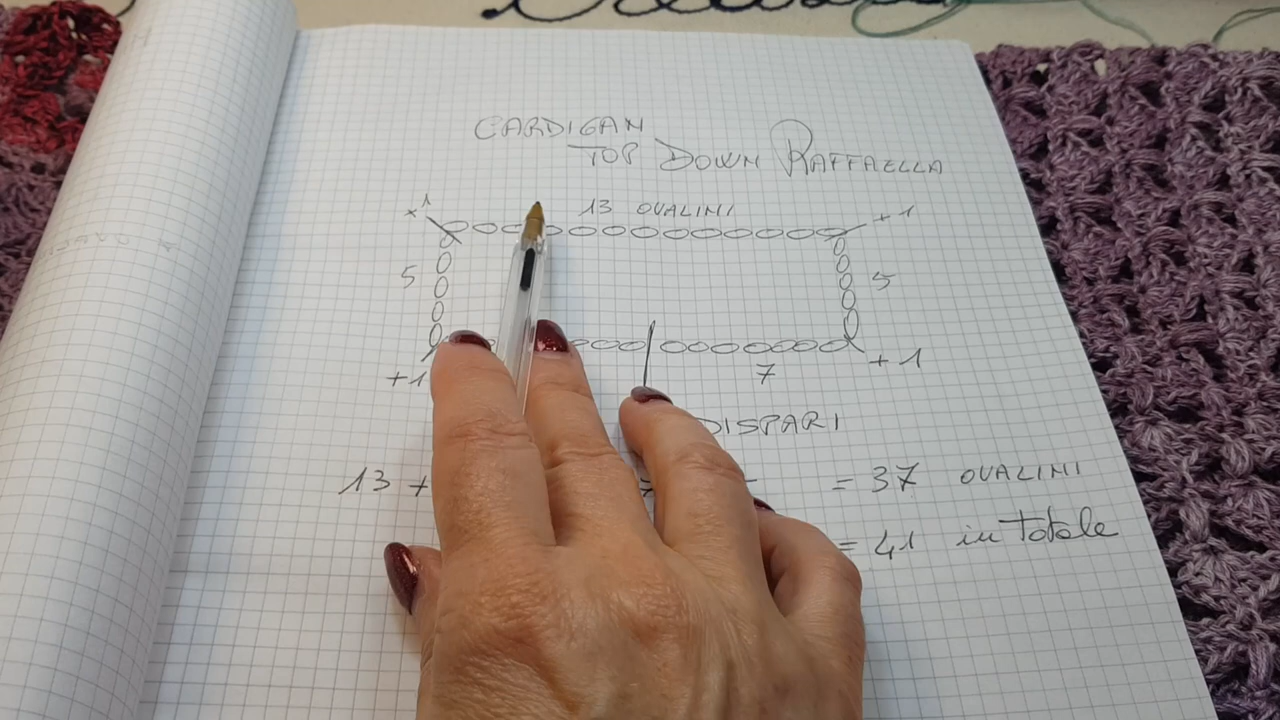 CARDIGAN
TOP DOWN RAFFAELLA
+1 13 OVALINI +1
5 5
+1 7 +1
DISPARI
13 + = 37 OVALINI
= 41 in Totale